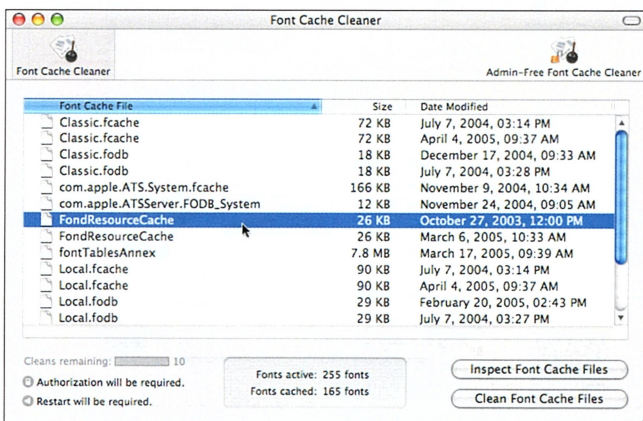 Font Cache Cleaner
Font Cache Cleaner
Admin-Free Font Cache Cleaner
Font Cache File Size Date Modified
Classic.fcache 72 KB July 7, 2004, 03:14 PM
Classic.fcache 72 KB April 4, 2005, 09:37 AM
Classic.fodb 18 KB December 17, 2004, 09:33 AM
Classic.fodb 18 KB July 7, 2004, 03:28 PM
com.apple.ATS.System.fcache 166 KB November 9, 2004, 10:34 AM
com.apple.ATSServer.FODB_System 12 KB November 24, 2004, 09:05 AM
FondResourceCache 26 KB October 27, 2003, 12:00 PM
FondResourceCache 26 KB March 6, 2005, 10:33 AM
fontTablesAnnex 7.8 MB March 17, 2005, 09:39 AM
Local.fcache 90 KB July 7, 2004, 03:14 PM
Local.fcache 90 KB April 4, 2005, 09:37 AM
Local.fodb 29 KB February 20, 2005, 02:43 PM
Local.fodb 29 KB July 7, 2004, 03:27 PM
Cleans remaining: 10
Authorization will be required.
Restart will be required.
Fonts active: 255 fonts
Fonts cached: 165 fonts
Inspect Font Cache Files
Clean Font Cache Files